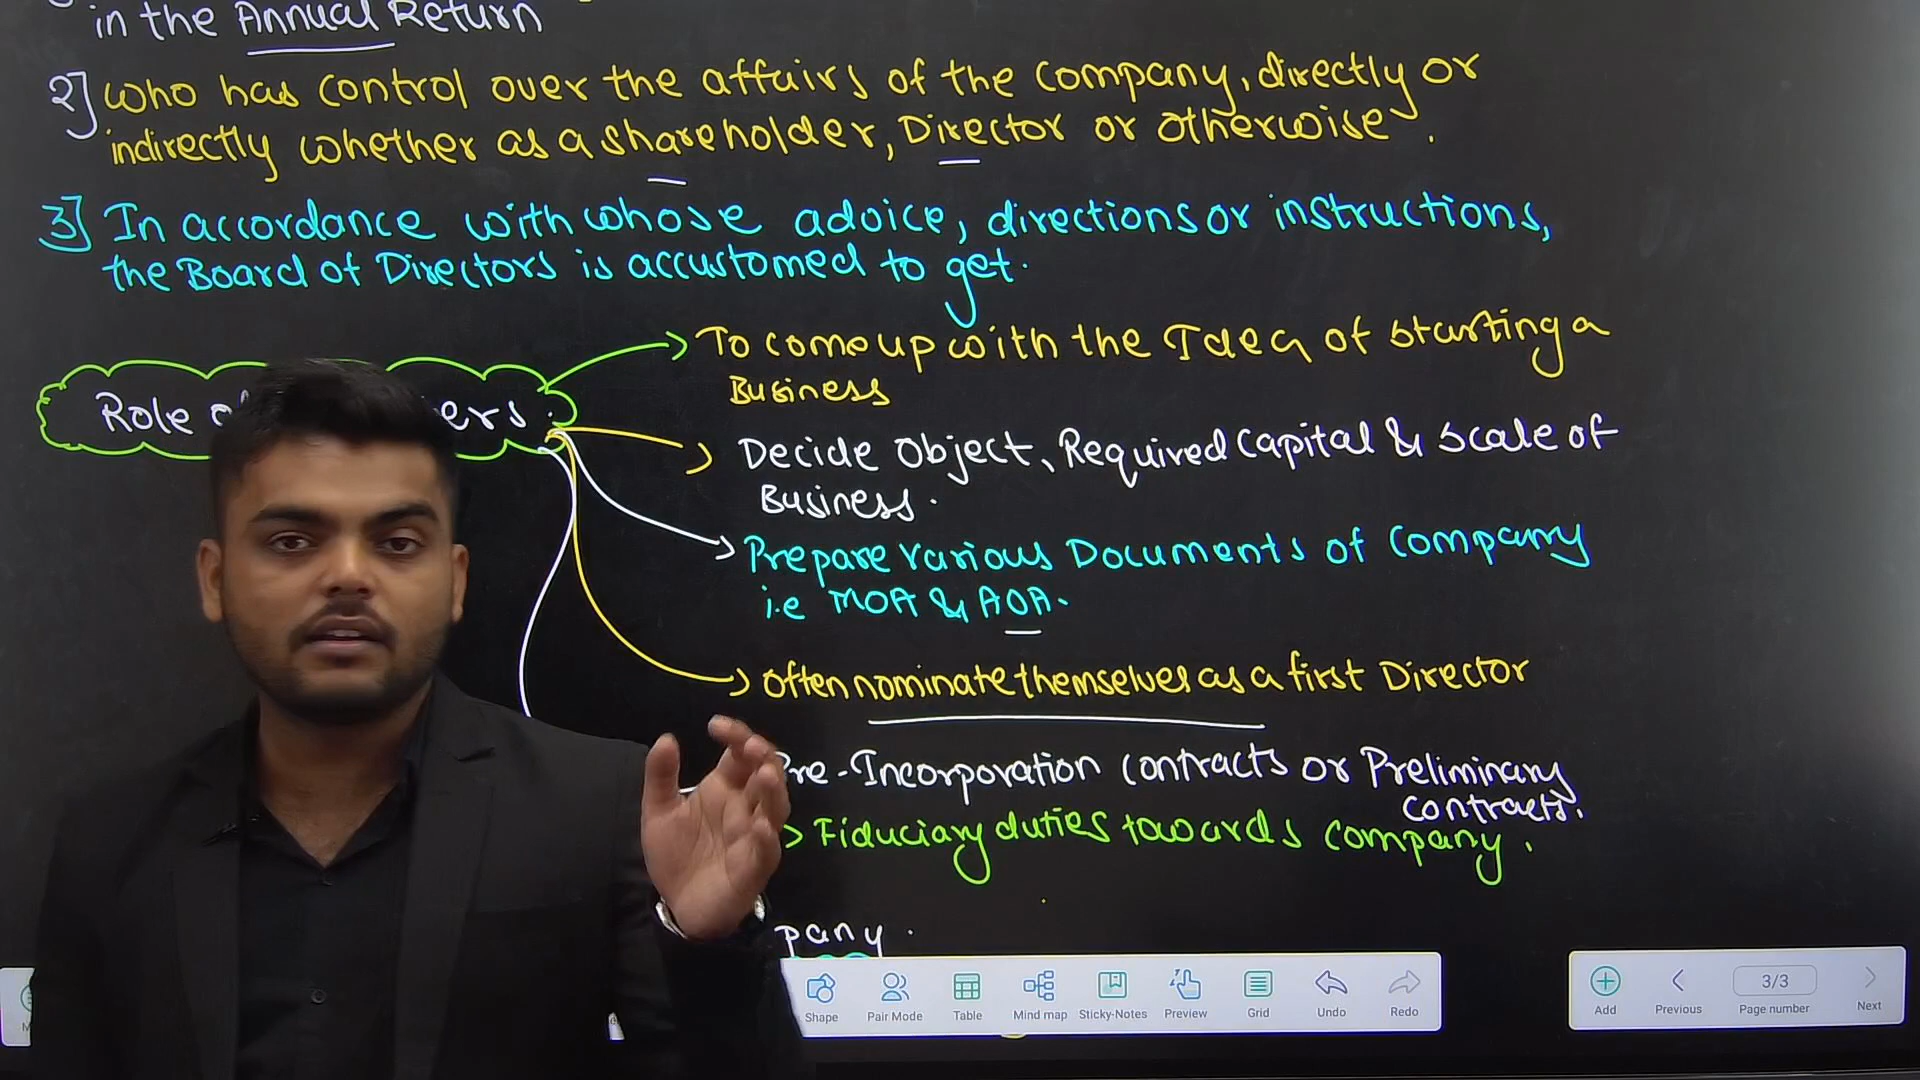 in the Annual Return
2] Who has control over the affairs of the company, directly or
indirectly whether as a shareholder, Director or otherwise.
3] In accordance with whose advice, directions or instructions,
the Board of Directors is accustomed to get.
Role of ers.
To come up with the Idea of starting a
Business
Decide Object, Required Capital & Scale of
Business.
Prepare various Documents of Company
i.e MOA & AOA.
often nominate themselves as a first Director
Pre-Incorporation contracts or Preliminary
contracts.
Fiduciary duties towards company.
pany.
Shape Pair Mode Table Mind map Sticky-Notes Preview Grid Undo Redo
Add Previous 3/3 Page number Next